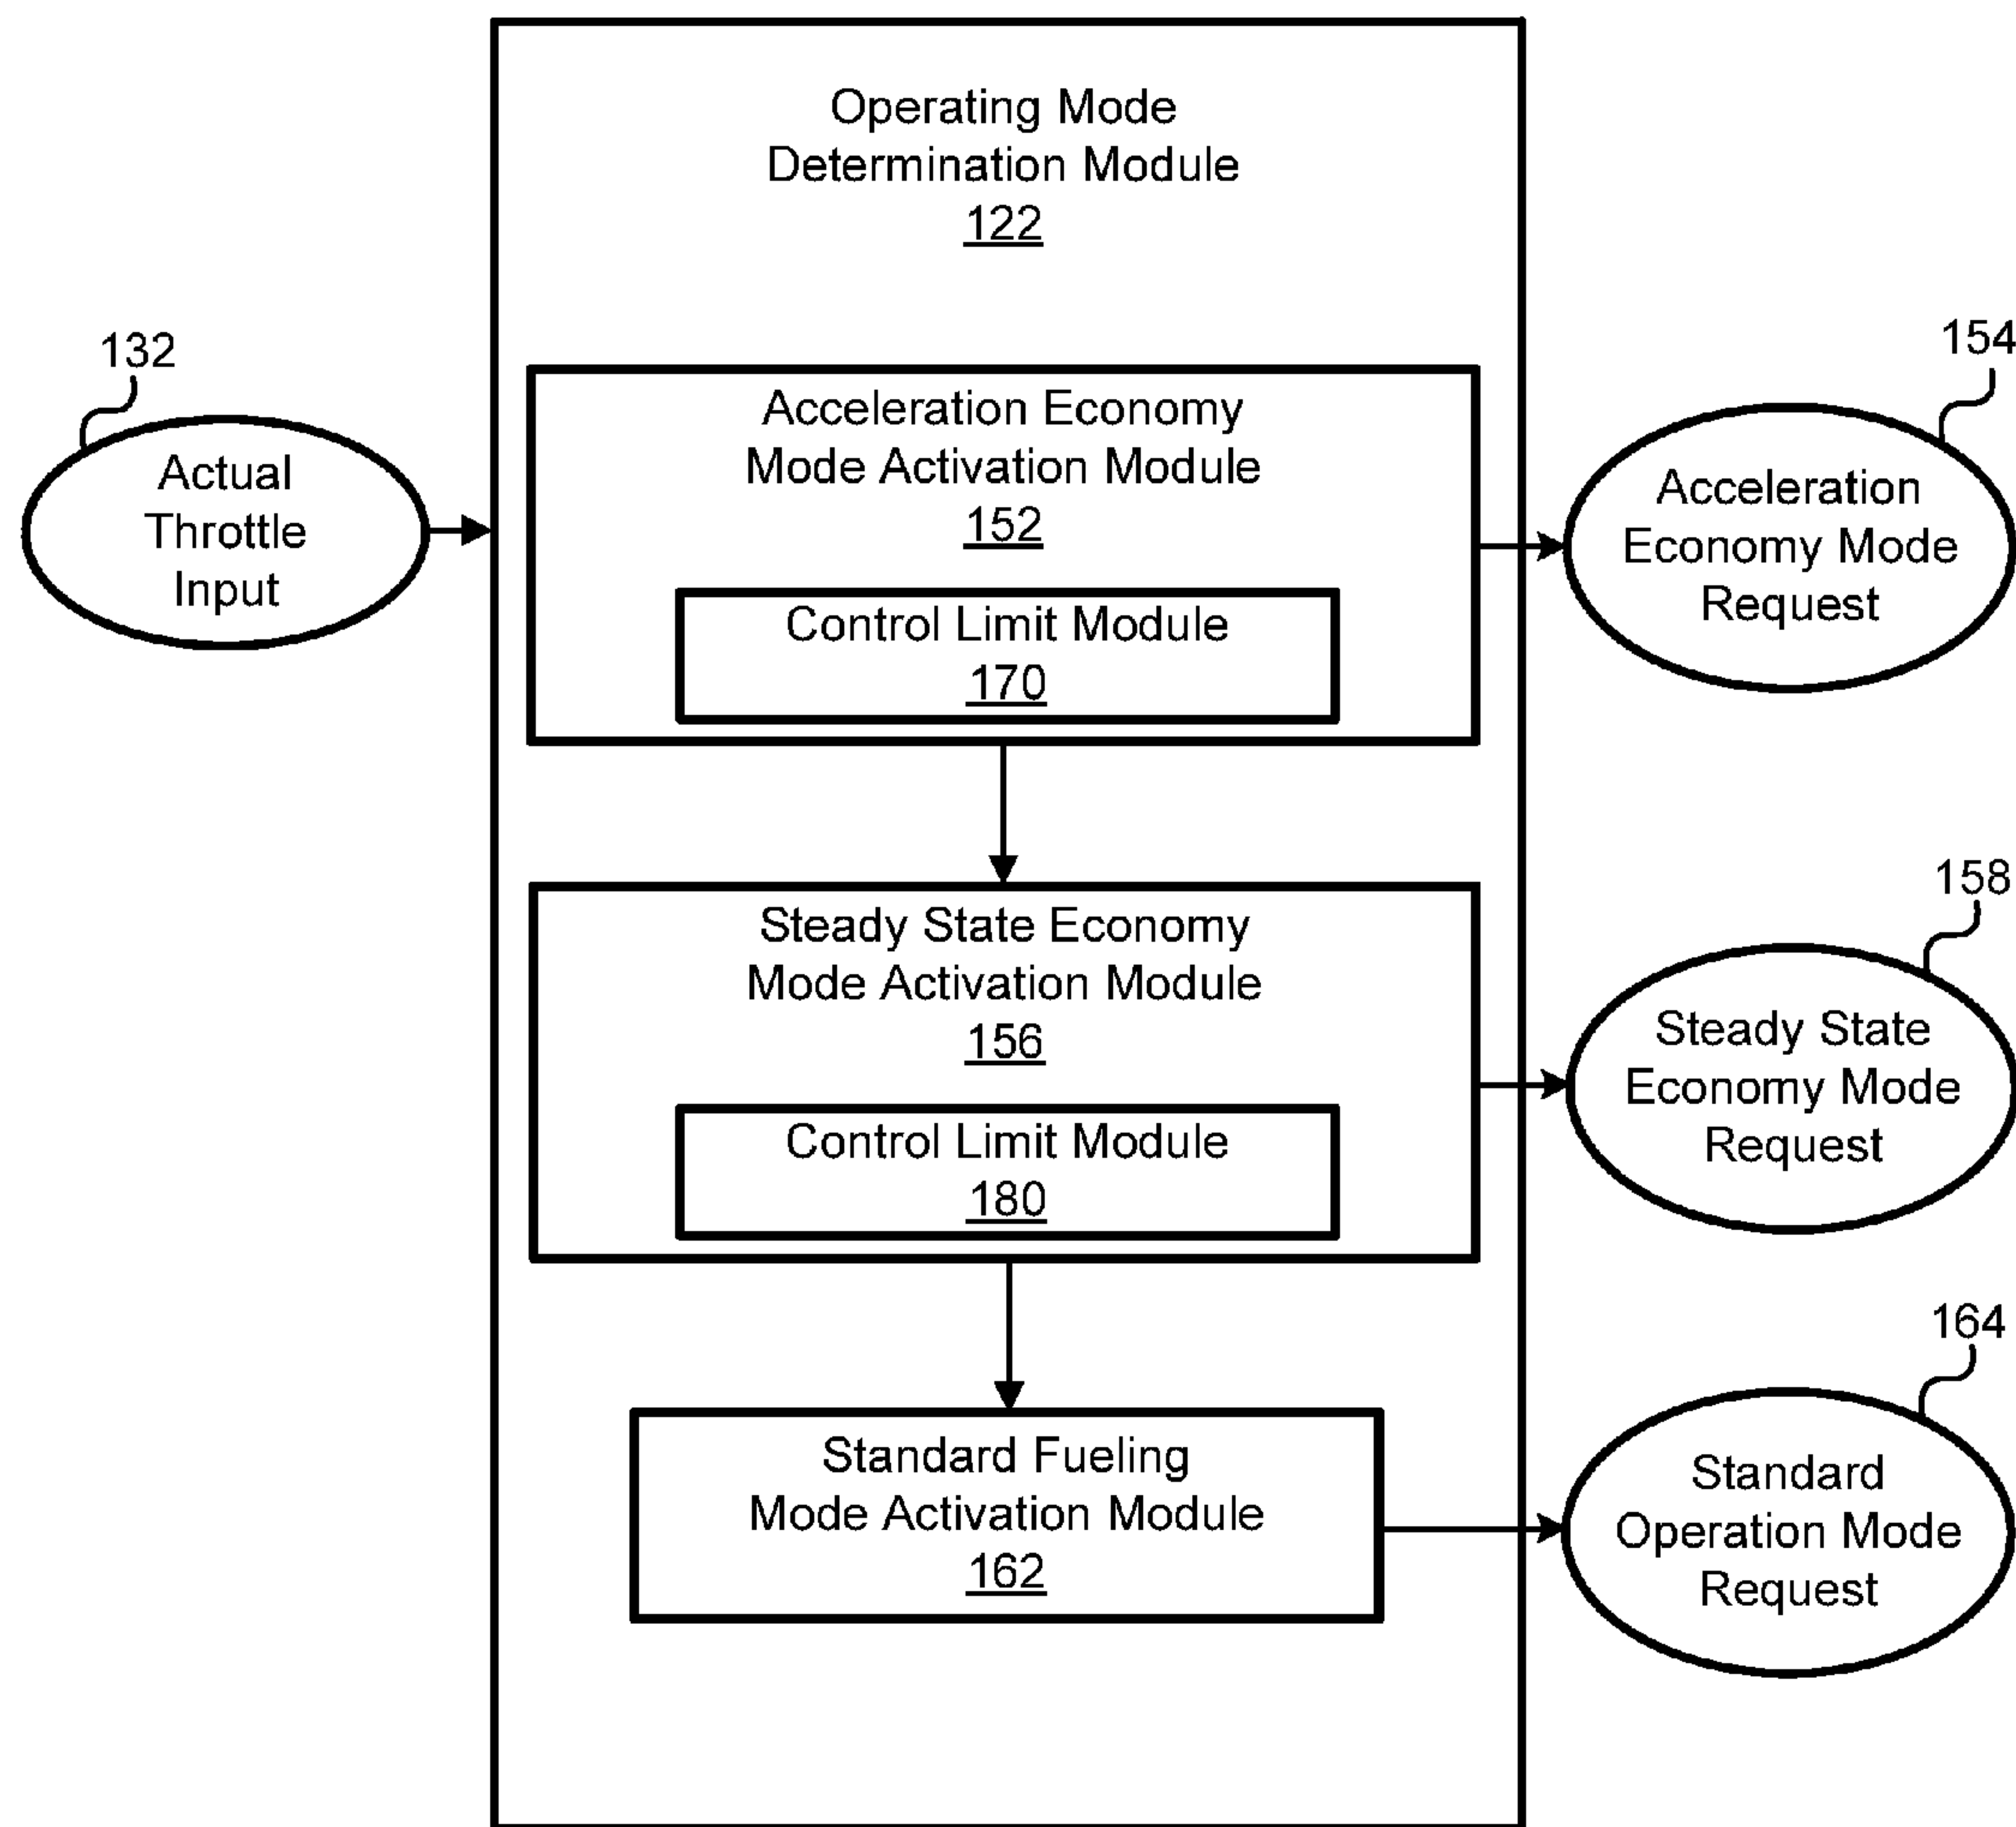 Operating Mode
Determination Module
122
132
Actual
Throttle
Input
Acceleration Economy
Mode Activation Module
152
Control Limit Module
170
154
Acceleration
Economy Mode
Request
Steady State Economy
Mode Activation Module
156
Control Limit Module
180
158
Steady State
Economy Mode
Request
Standard Fueling
Mode Activation Module
162
164
Standard
Operation Mode
Request